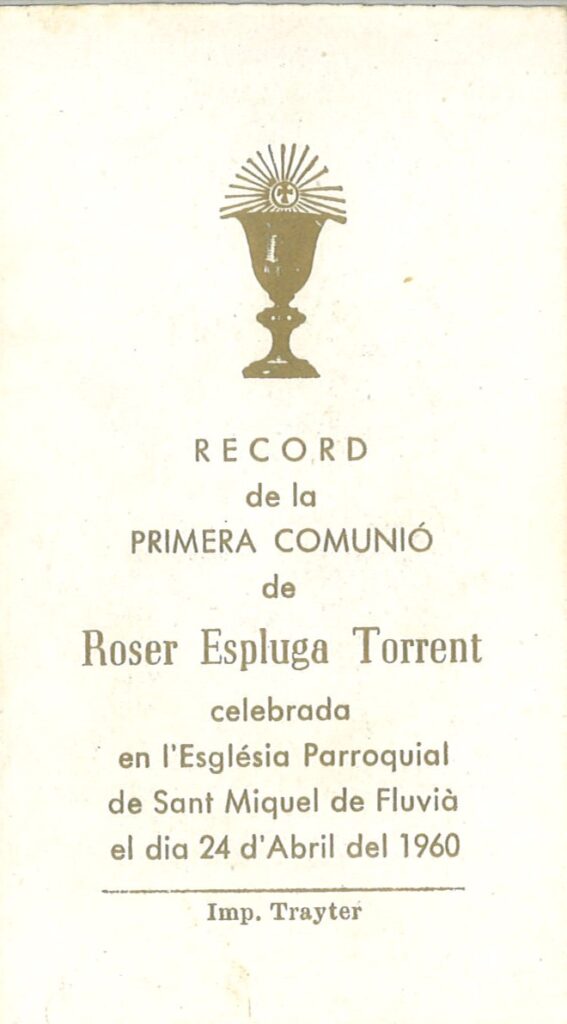 RECORD
de la
PRIMERA COMUNIÓ
de
Roser Espluga Torrent
celebrada
en l'Església Parroquial
de Sant Miquel de Fluvià
el dia 24 d'Abril del 1960
Imp. Trayter